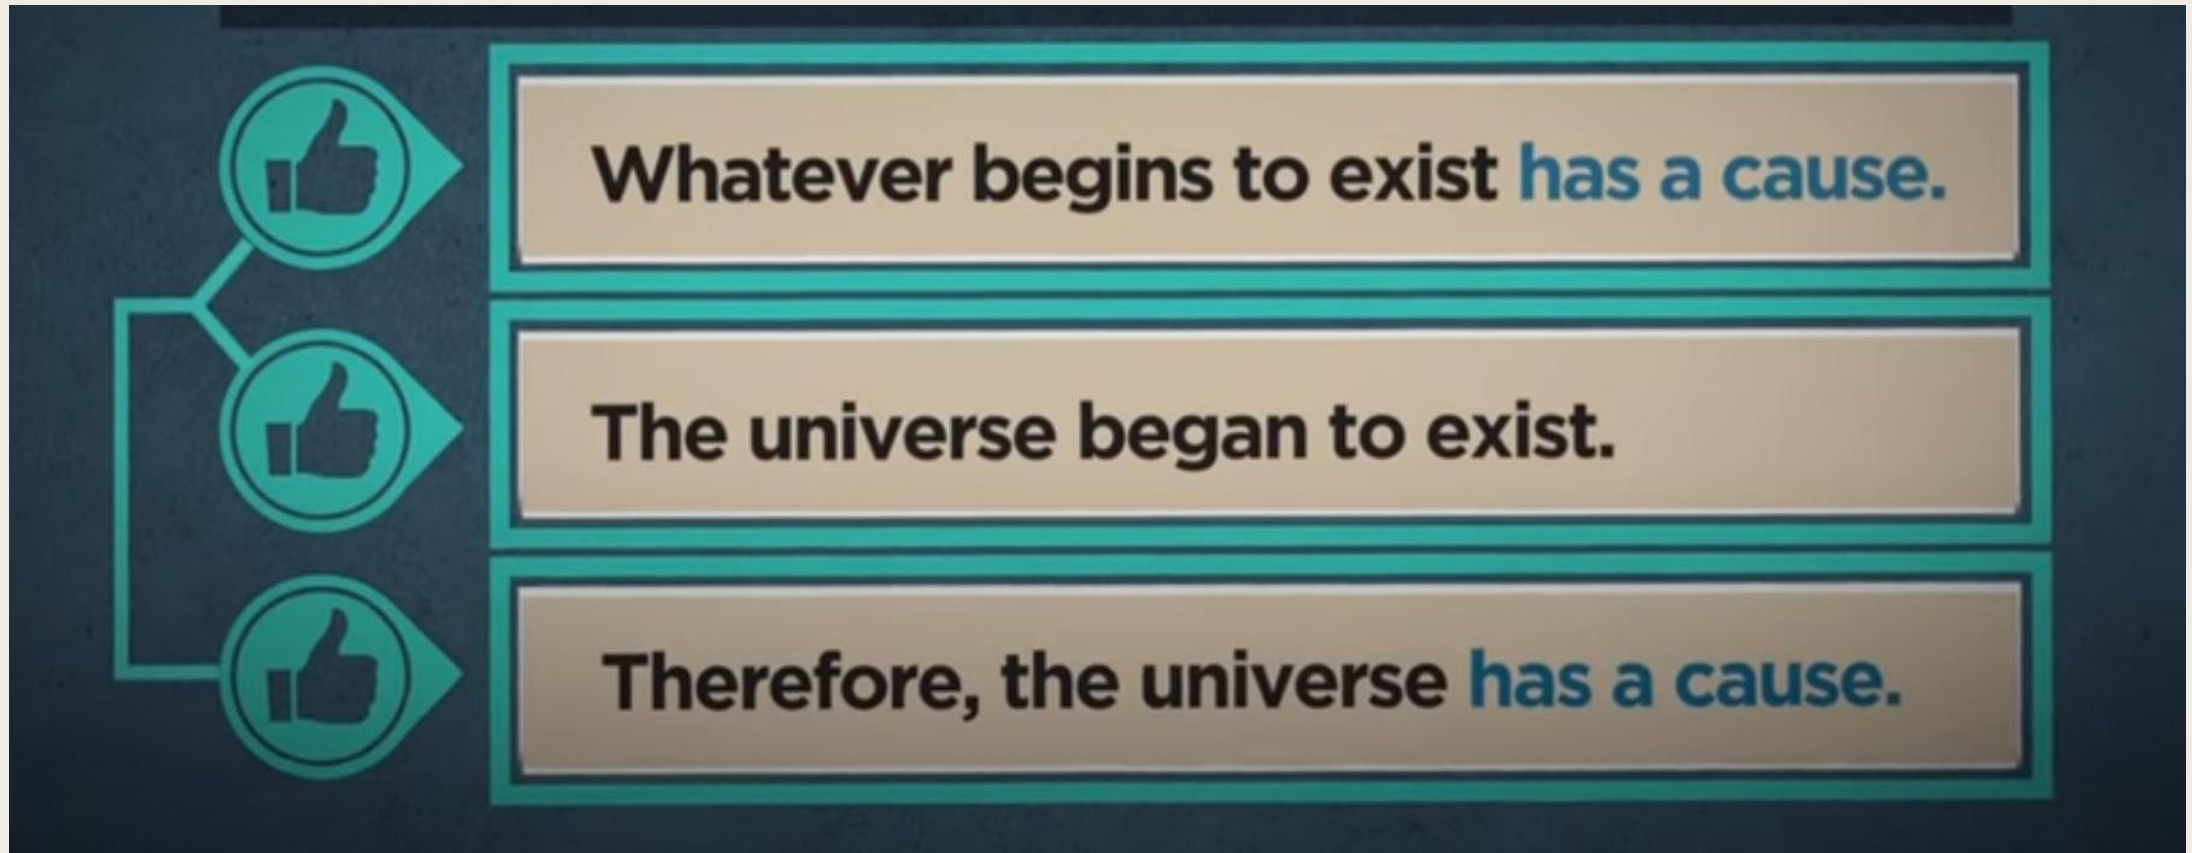 Whatever begins to exist has a cause.
The universe began to exist.
Therefore, the universe has a cause.